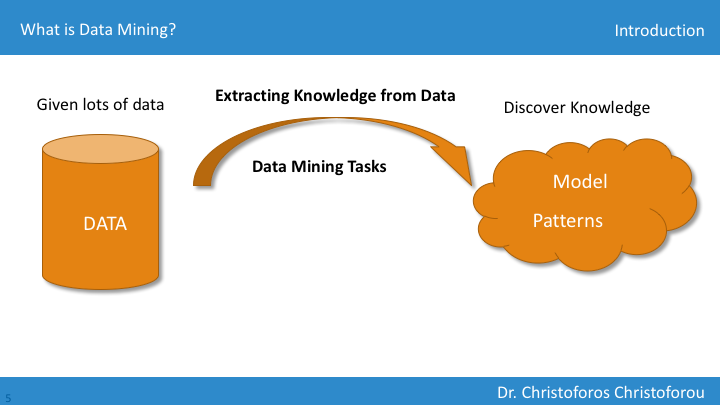 What is Data Mining?
Introduction
Given lots of data
Extracting Knowledge from Data
Discover Knowledge
Data Mining Tasks
DATA
Model
Patterns
5
Dr. Christoforos Christoforou